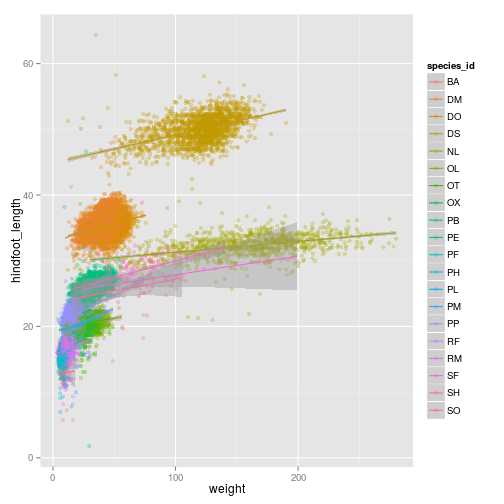 60
40
20
0
hindfoot_length
0 100 200
weight
species_id
BA
DM
DO
DS
NL
OL
OT
OX
PB
PE
PF
PH
PL
PM
PP
RF
RM
SF
SH
SO